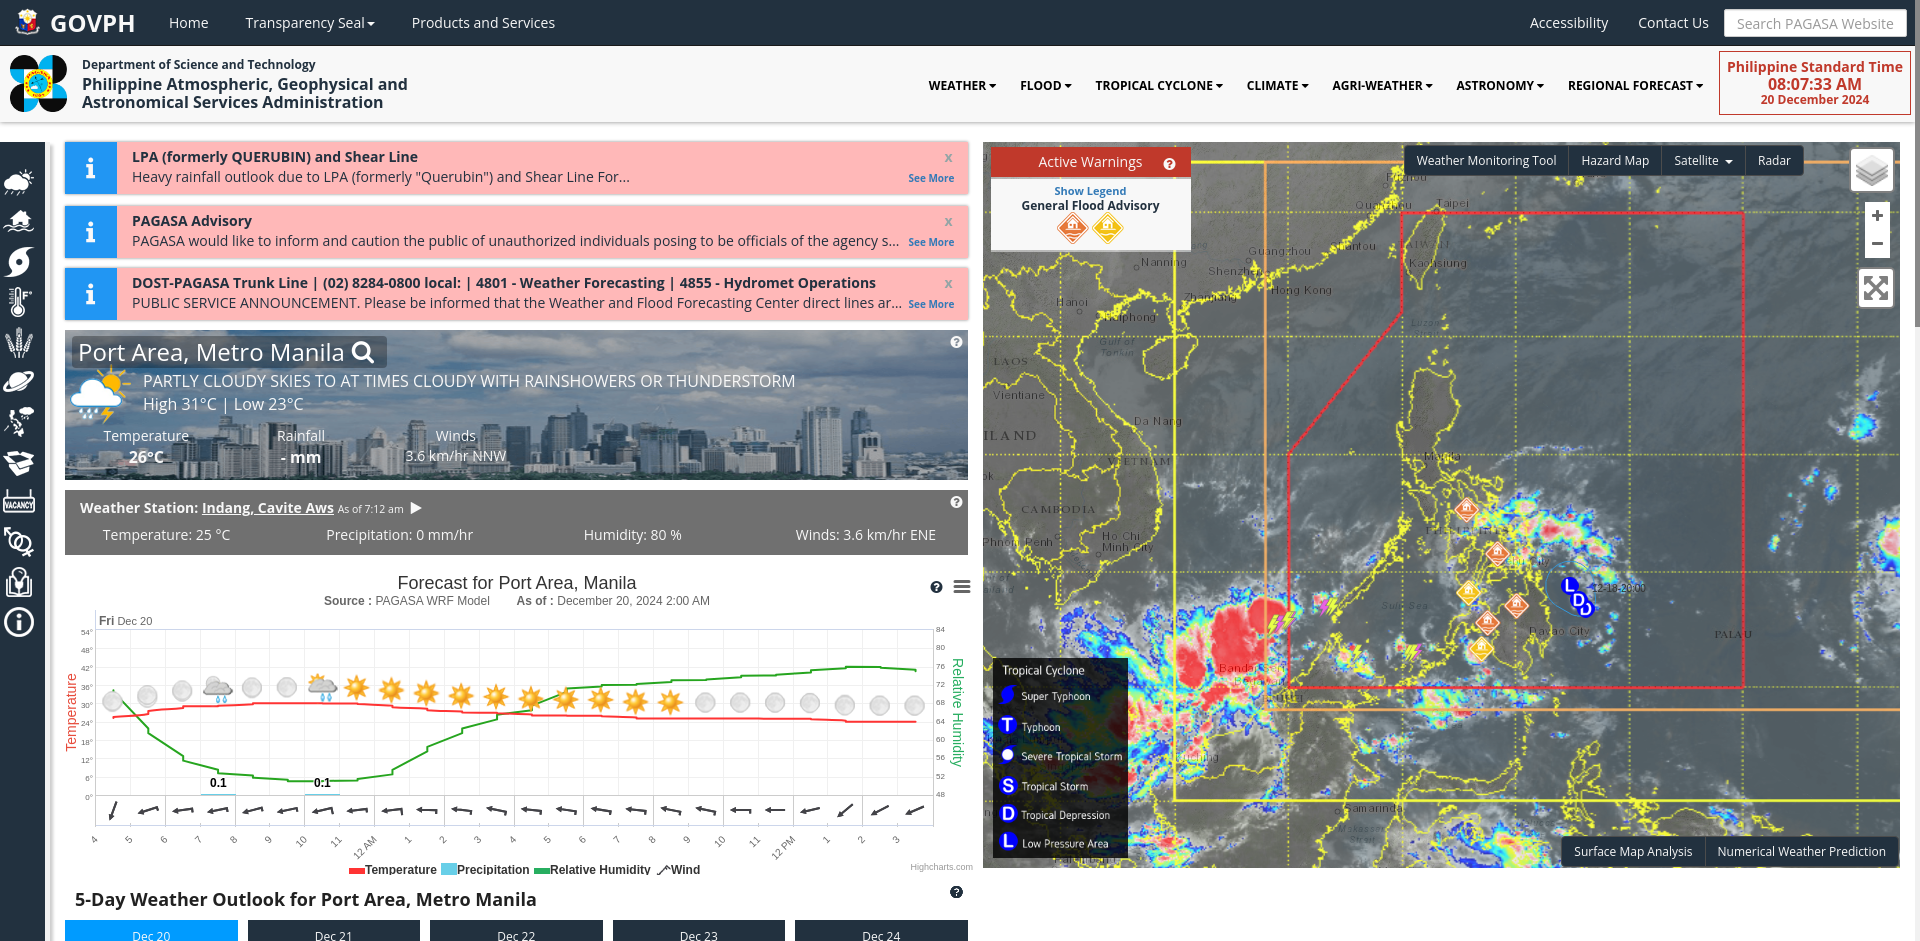 GOVPH
Home
Transparency Seal
Products and Services
Accessibility
Contact Us
Search PAGASA Website
Department of Science and Technology
Philippine Atmospheric, Geophysical and
Astronomical Services Administration
WEATHER
FLOOD
TROPICAL CYCLONE
CLIMATE
AGRI-WEATHER
ASTRONOMY
REGIONAL FORECAST
Philippine Standard Time
08:07:33 AM
20 December 2024
LPA (formerly QUERUBIN) and Shear Line
x
Heavy rainfall outlook due to LPA (formerly "Querubin") and Shear Line For...
See More
PAGASA Advisory
x
PAGASA would like to inform and caution the public of unauthorized individuals posing to be officials of the agency s...
See More
DOST-PAGASA Trunk Line | (02) 8284-0800 local: | 4801 - Weather Forecasting | 4855 - Hydromet Operations
x
PUBLIC SERVICE ANNOUNCEMENT. Please be informed that the Weather and Flood Forecasting Center direct lines ar...
See More
VACANCY
Port Area, Metro Manila
PARTLY CLOUDY SKIES TO AT TIMES CLOUDY WITH RAINSHOWERS OR THUNDERSTORM
High 31°C | Low 23°C
Temperature
Rainfall
Winds
26°C
- mm
3.6 km/hr NNW
Weather Station: Indang, Cavite Aws As of 7:12 am
Temperature: 25 °C
Precipitation: 0 mm/hr
Humidity: 80 %
Winds: 3.6 km/hr ENE
Forecast for Port Area, Manila
Source : PAGASA WRF Model As of : December 20, 2024 2:00 AM
Fri Dec 20
Temperature
54° 48° 42° 36° 30° 24° 18° 12° 6° 0°
84 80 76 72 68 64 60 56 52 48
Relative Humidity
0.1
0.1
4 5 6 7 8 9 10 11 12 AM 1 2 3 4 5 6 7 8 9 10 11 12 PM 1 2 3
Temperature Precipitation Relative Humidity Wind
Highcharts.com
5-Day Weather Outlook for Port Area, Metro Manila
Dec 20
Dec 21
Dec 22
Dec 23
Dec 24
Active Warnings
Show Legend
General Flood Advisory
Weather Monitoring Tool
Hazard Map
Satellite
Radar
+
−
Taipei
Guangzhou
Shantou
TAIWAN
Kaohsiung
Nanning
Shenzhen
Hong Kong
Zhanjiang
Hanoi
Haiphong
Gulf of
Tonkin
Luzon
LAOS
Vientiane
Da Nang
ILAND
VIETNAM
Manila
CAMBODIA
Phnom Penh
Ho Chi
Minh City
12-18-20:00
Sulu Sea
Davao City
PALAU
Kuching
Samarinda
Makassar
Tropical Cyclone
Super Typhoon
T Typhoon
Severe Tropical Storm
S Tropical Storm
D Tropical Depression
L Low Pressure Area
L
D
D
Surface Map Analysis
Numerical Weather Prediction